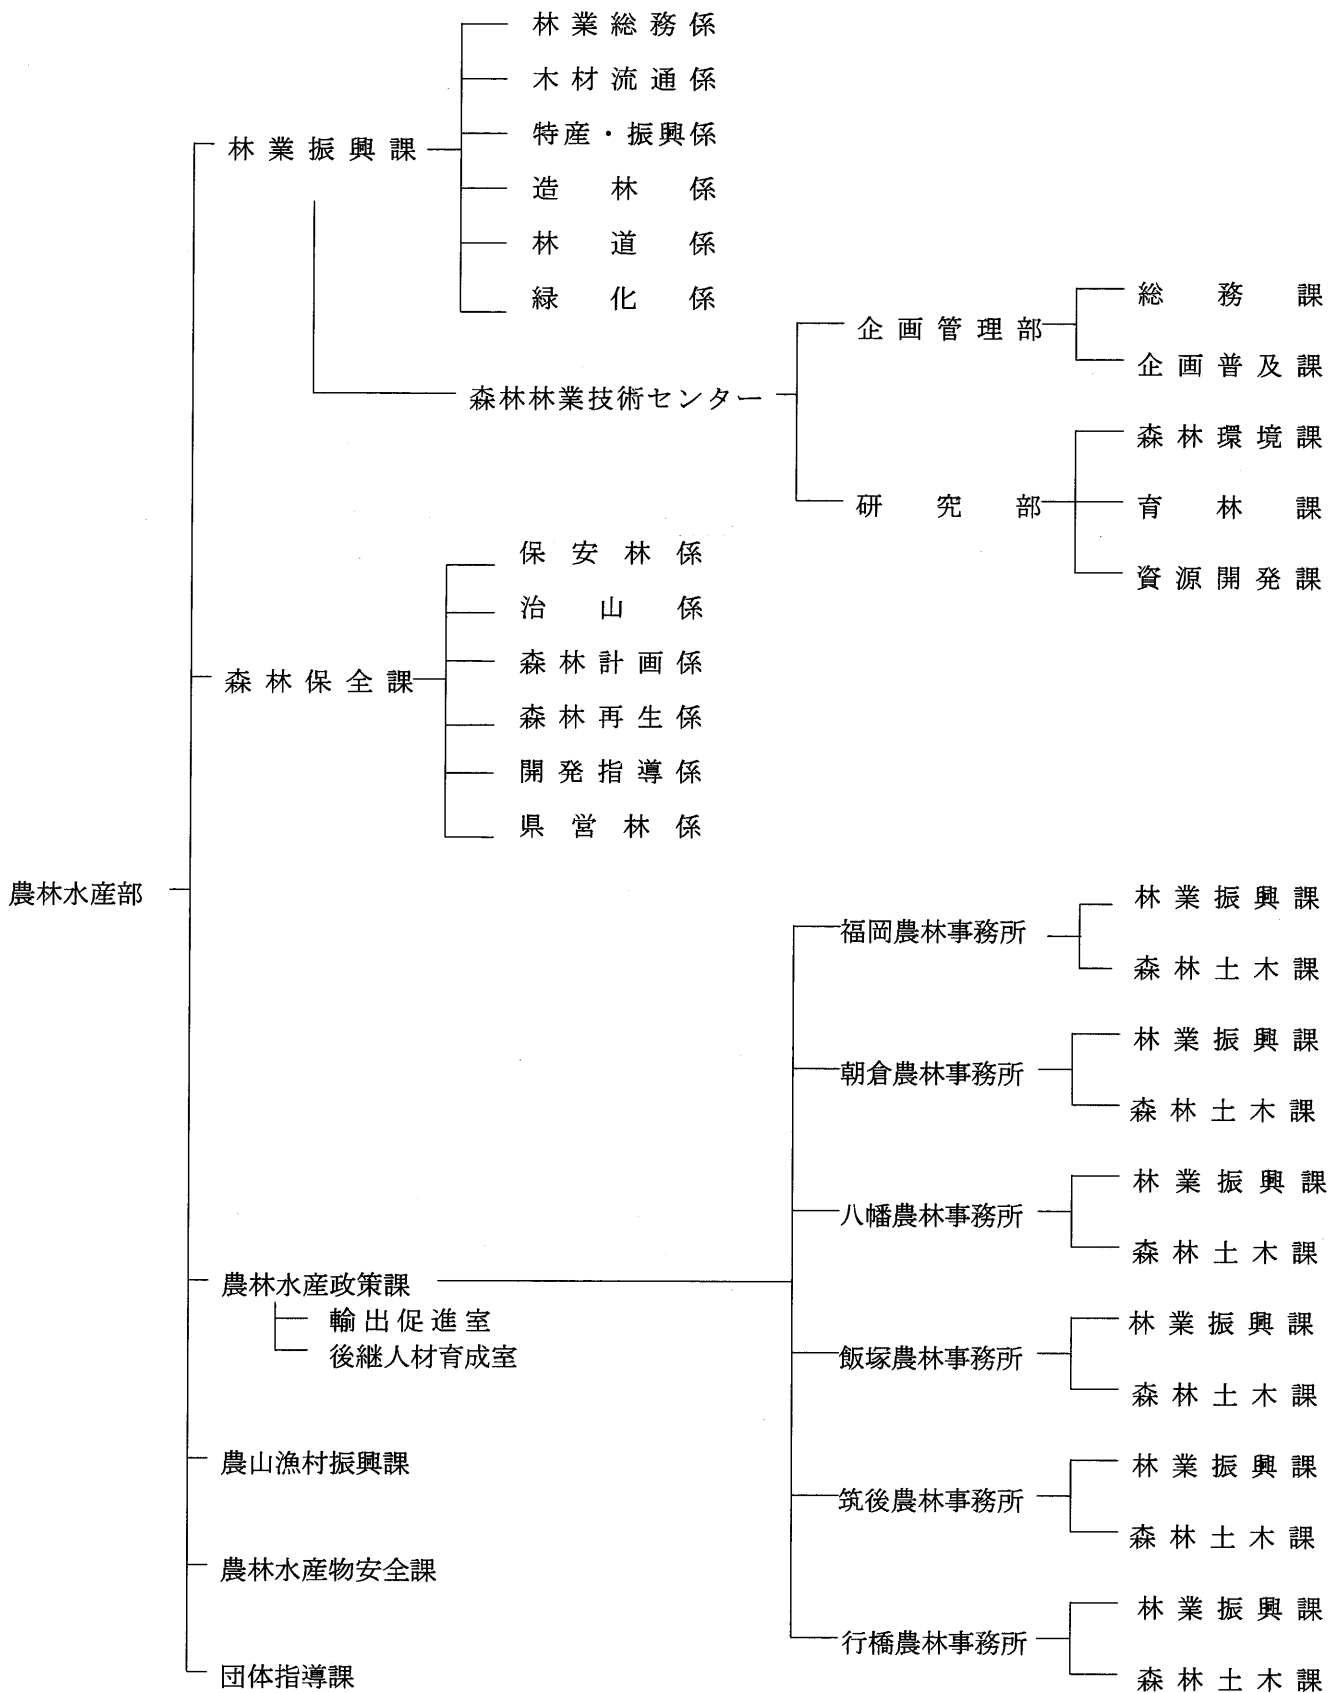 林業総務係
木材流通係
特産・振興係
林業振興課
造林係
林道係
緑化係
森林林業技術センター
企画管理部
総務課
企画普及課
研究部
森林環境課
育林課
資源開発課
森林保全課
保安林係
治山係
森林計画係
森林再生係
開発指導係
県営林係
農林水産部
農林水産政策課
輸出促進室
後継人材育成室
福岡農林事務所
林業振興課
森林土木課
朝倉農林事務所
林業振興課
森林土木課
八幡農林事務所
林業振興課
森林土木課
飯塚農林事務所
林業振興課
森林土木課
筑後農林事務所
林業振興課
森林土木課
行橋農林事務所
林業振興課
森林土木課
農山漁村振興課
農林水産物安全課
団体指導課